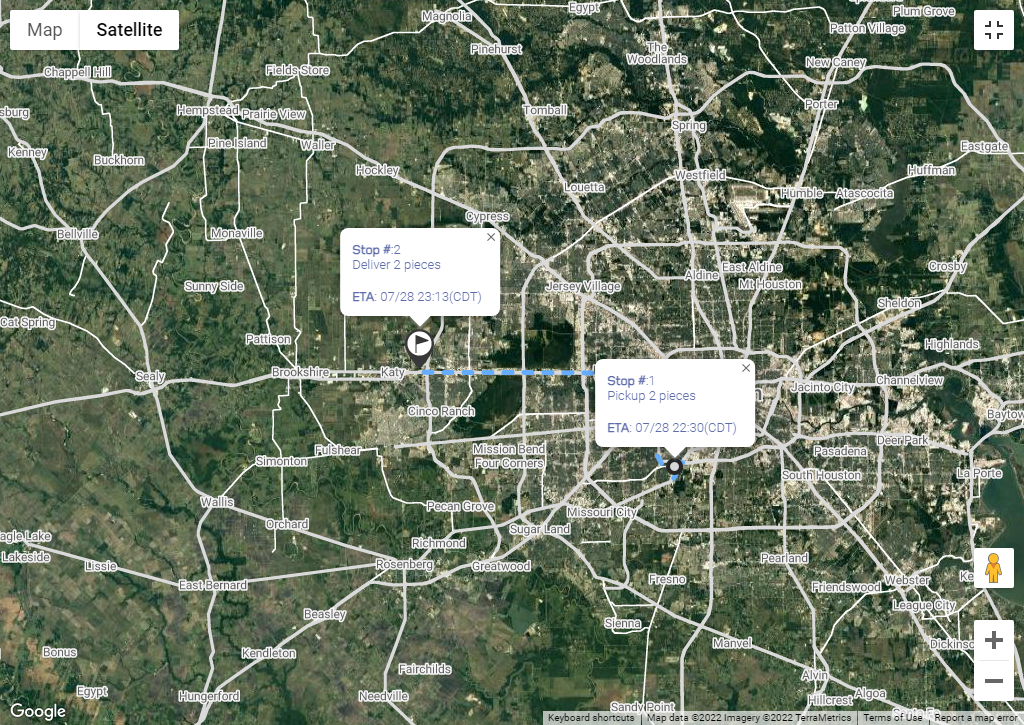 Map
Satellite
Magnolia
Egypt
Plum Grove
Patton Village
Pinehurst
The
Woodlands
New Caney
Chappell Hill
Fields Store
Porter
Hempstead
Prairie View
Tomball
Spring
Pine Island
Waller
Eastgate
Kenney
Buckhorn
Hockley
Westfield
Huffman
Louetta
Humble
Atascocita
Cypress
Bellville
Monaville
Stop #:2
Deliver 2 pieces
ETA: 07/28 23:13(CDT)
East Aldine
Aldine
Mt Houston
Crosby
Sunny Side
Jersey Village
Sheldon
Cat Spring
Pattison
Highlands
Sealy
Brookshire
Katy
Stop #:1
Pickup 2 pieces
ETA: 07/28 22:30(CDT)
Jacinto City
Channelview
Cinco Ranch
Baytow
Deer Park
Fulshear
Mission Bend
Four Corners
Pasadena
Simonton
South Houston
La Porte
Wallis
Pecan Grove
Missouri City
Orchard
Sugar Land
eagle Lake
Richmond
Lakeside
Lissie
Rosenberg
Greatwood
Pearland
East Bernard
Fresno
Friendswood
Webster
Ke
League City
Beasley
Sienna
Manvel
Dickinso
Bonus
Kendleton
Fairchilds
Alvin
Egypt
Hungerford
Needville
Hillcrest
Algoa
Sandy Point
Google
Keyboard shortcuts
Map data ©2022 Imagery ©2022 TerraMetrics
Terms of Use
Report a map error